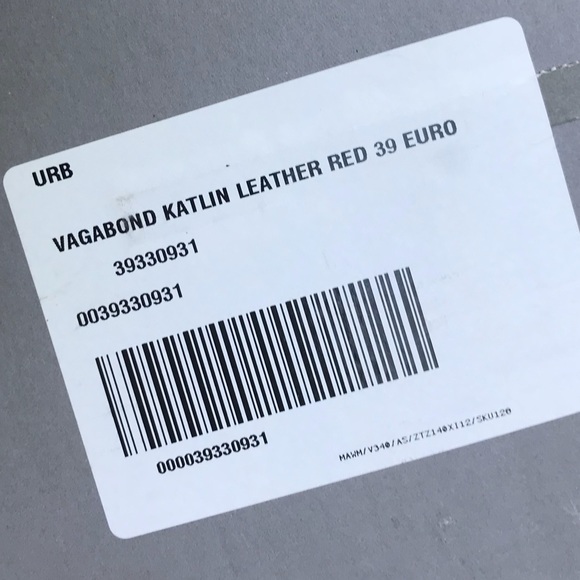 URB
VAGABOND KATLIN LEATHER RED 39 EURO
39330931
0039330931
000039330931
MAWM/V340/AS/ZTZ140X112/SKU120